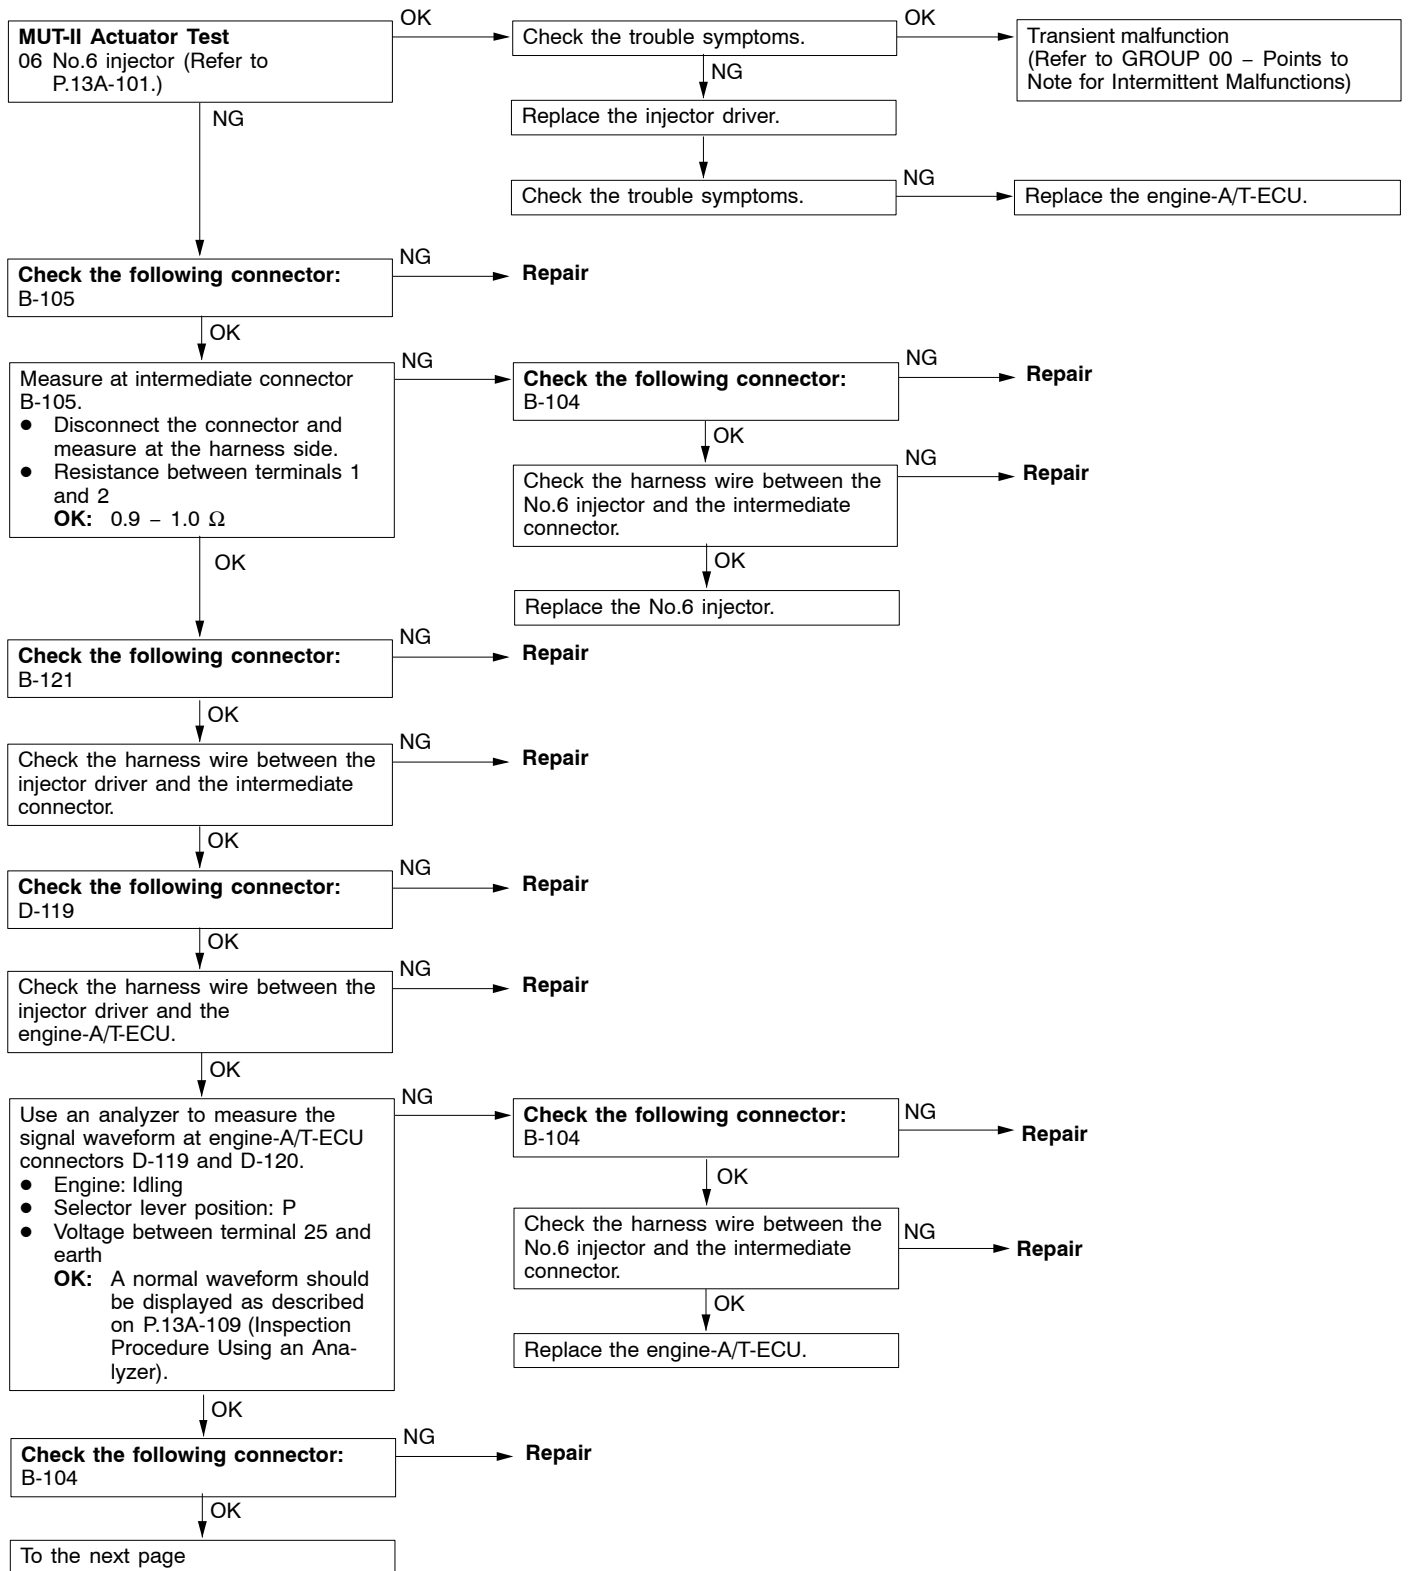 MUT-II Actuator Test
06 No.6 injector (Refer to
P.13A-101.)
OK
Check the trouble symptoms.
OK
Transient malfunction
(Refer to GROUP 00 – Points to
Note for Intermittent Malfunctions)
NG
Replace the injector driver.
Check the trouble symptoms.
NG
Replace the engine-A/T-ECU.
NG
Check the following connector:
B-105
NG
Repair
OK
Measure at intermediate connector
B-105.
● Disconnect the connector and
measure at the harness side.
● Resistance between terminals 1
and 2
OK: 0.9 – 1.0 Ω
NG
Check the following connector:
B-104
NG
Repair
OK
Check the harness wire between the
No.6 injector and the intermediate
connector.
NG
Repair
OK
Replace the No.6 injector.
OK
Check the following connector:
B-121
NG
Repair
OK
Check the harness wire between the
injector driver and the intermediate
connector.
NG
Repair
OK
Check the following connector:
D-119
NG
Repair
OK
Check the harness wire between the
injector driver and the
engine-A/T-ECU.
NG
Repair
OK
Use an analyzer to measure the
signal waveform at engine-A/T-ECU
connectors D-119 and D-120.
● Engine: Idling
● Selector lever position: P
● Voltage between terminal 25 and
earth
OK: A normal waveform should
be displayed as described
on P.13A-109 (Inspection
Procedure Using an Ana-
lyzer).
NG
Check the following connector:
B-104
NG
Repair
OK
Check the harness wire between the
No.6 injector and the intermediate
connector.
NG
Repair
OK
Replace the engine-A/T-ECU.
OK
Check the following connector:
B-104
NG
Repair
OK
To the next page